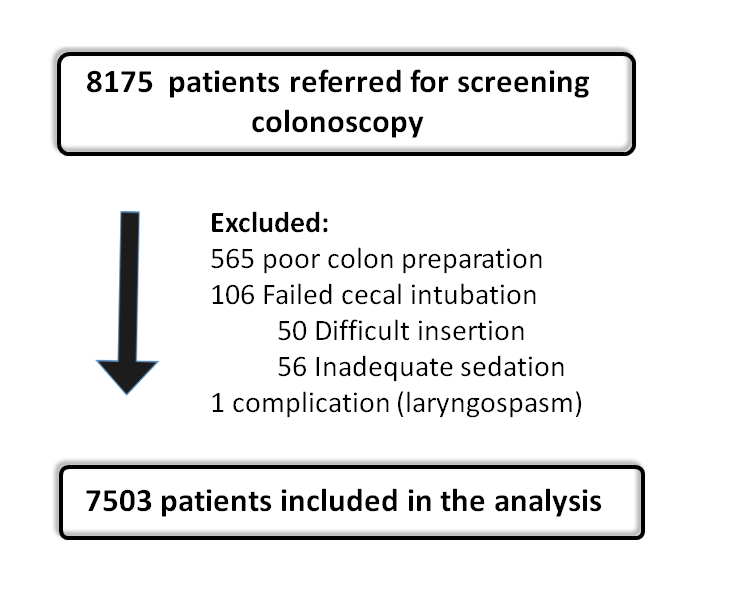 8175 patients referred for screening
colonoscopy
Excluded:
565 poor colon preparation
106 Failed cecal intubation
50 Difficult insertion
56 Inadequate sedation
1 complication (laryngospasm)
7503 patients included in the analysis